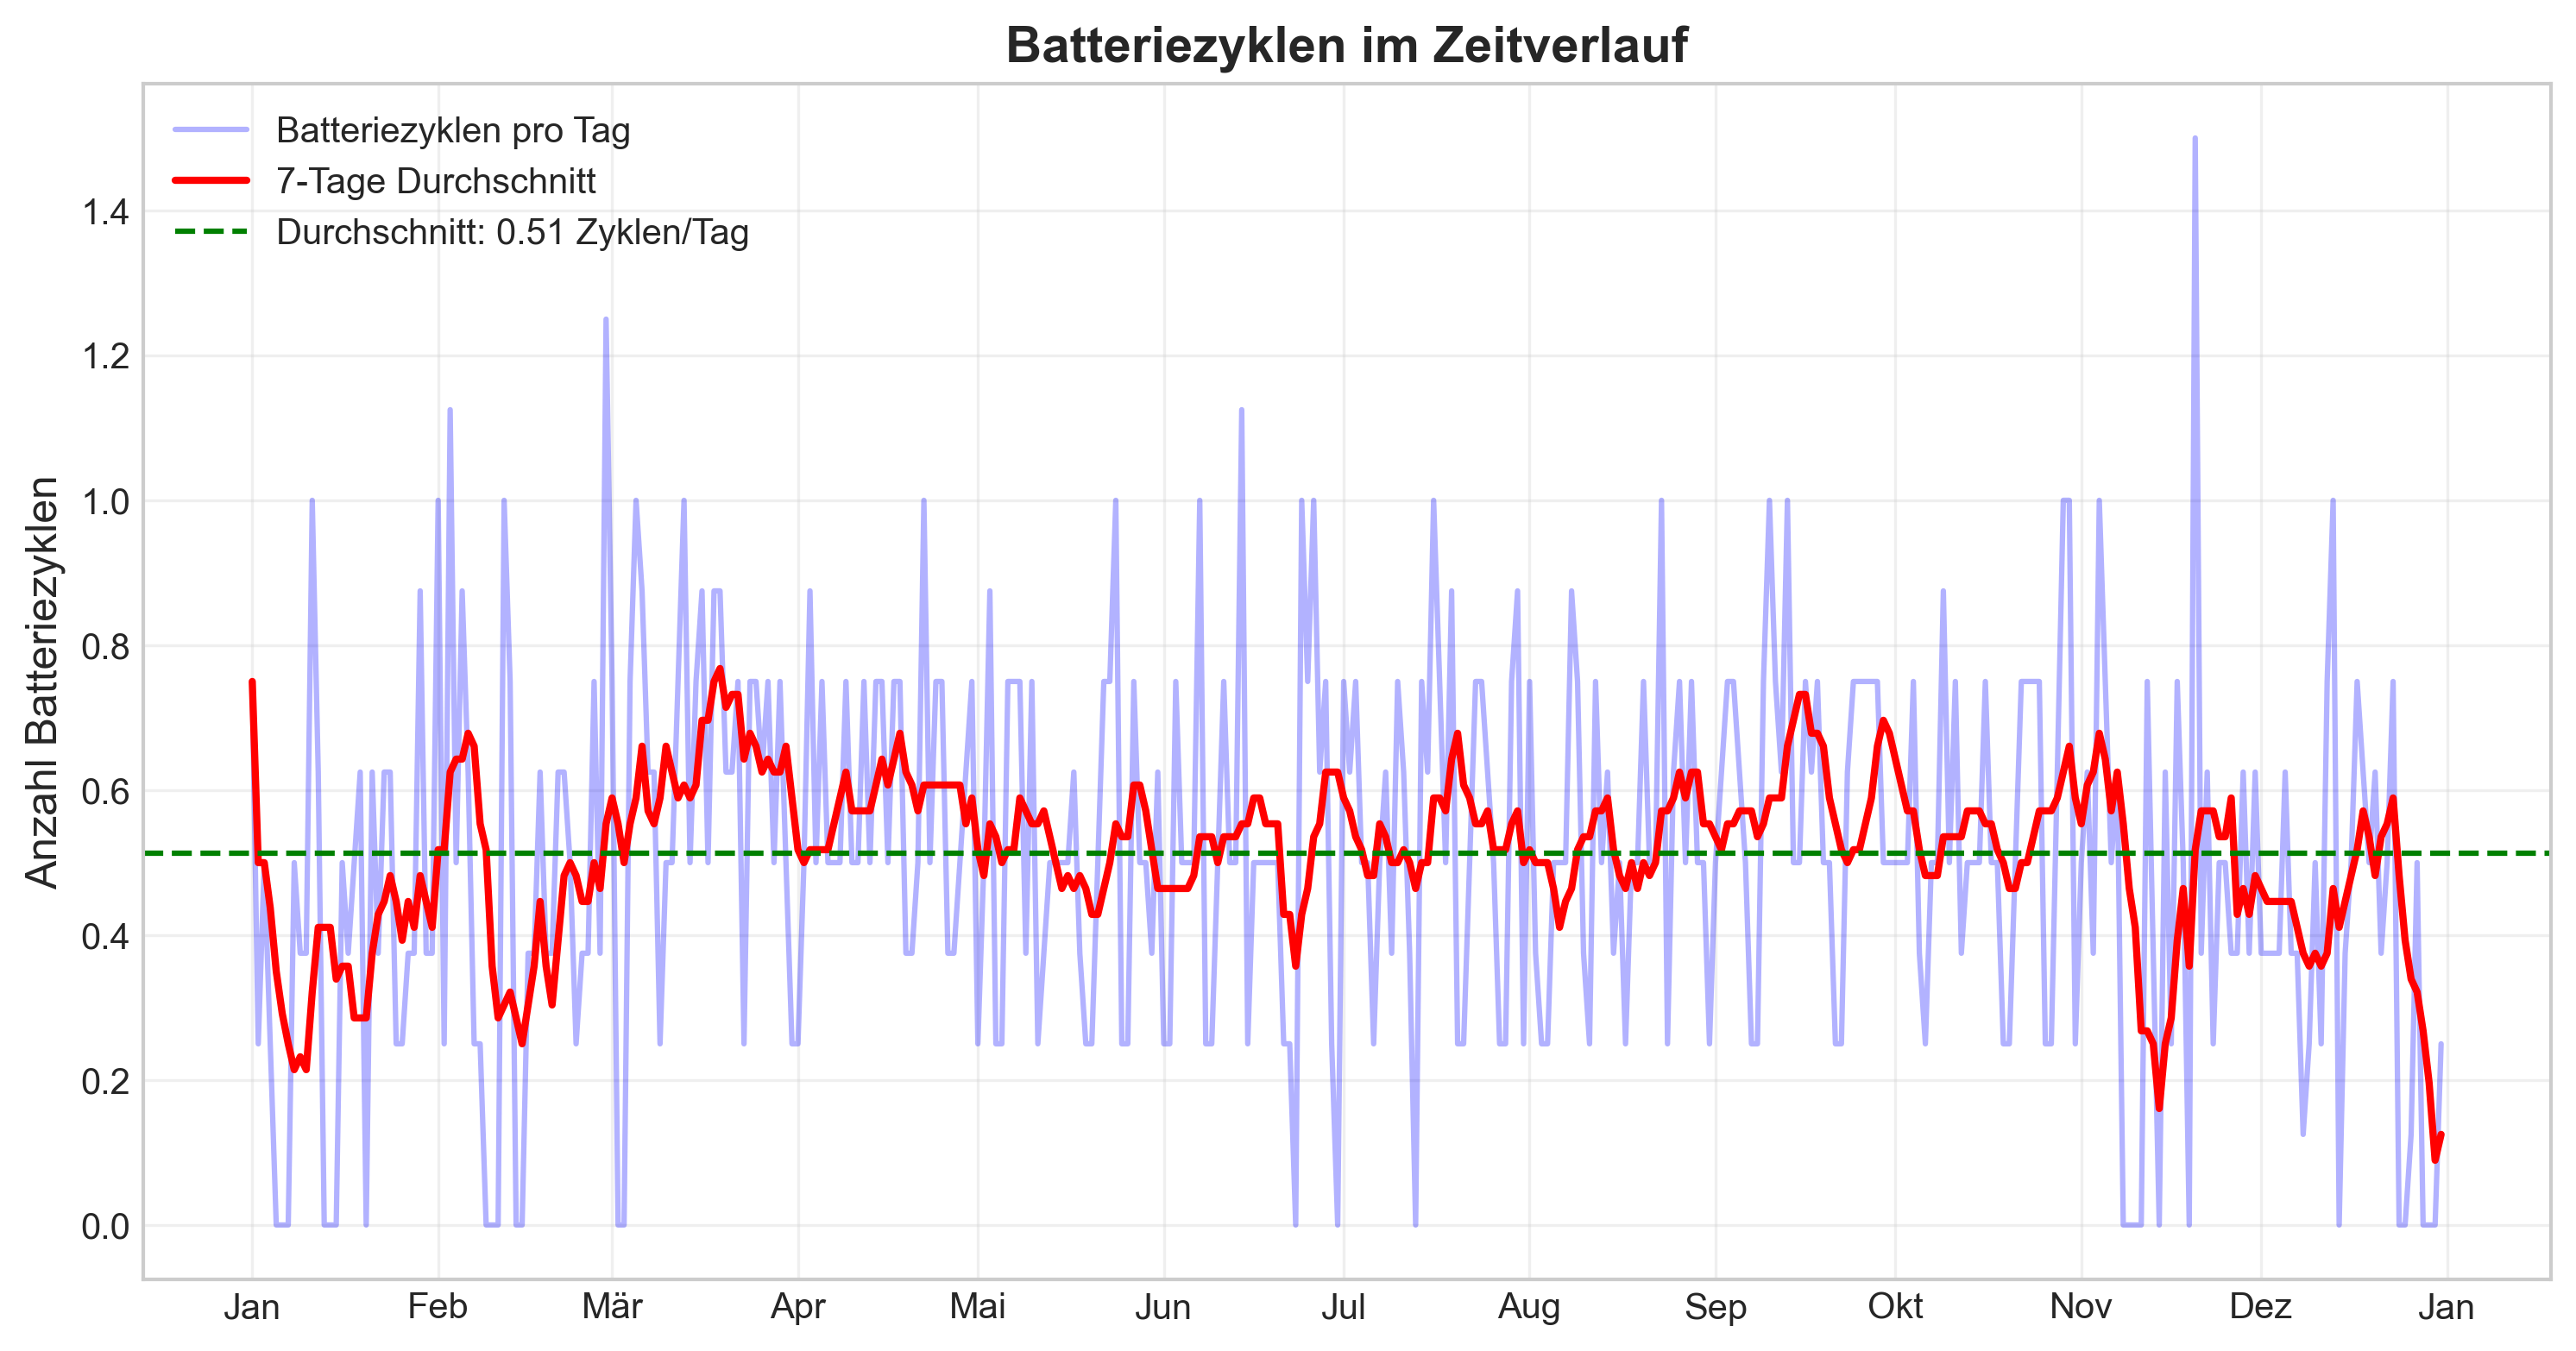 Batteriezyklen im Zeitverlauf
Batteriezyklen pro Tag
7-Tage Durchschnitt
Durchschnitt: 0.51 Zyklen/Tag
Anzahl Batteriezyklen
1.4
1.2
1.0
0.8
0.6
0.4
0.2
0.0
Jan Feb Mär Apr Mai Jun Jul Aug Sep Okt Nov Dez Jan